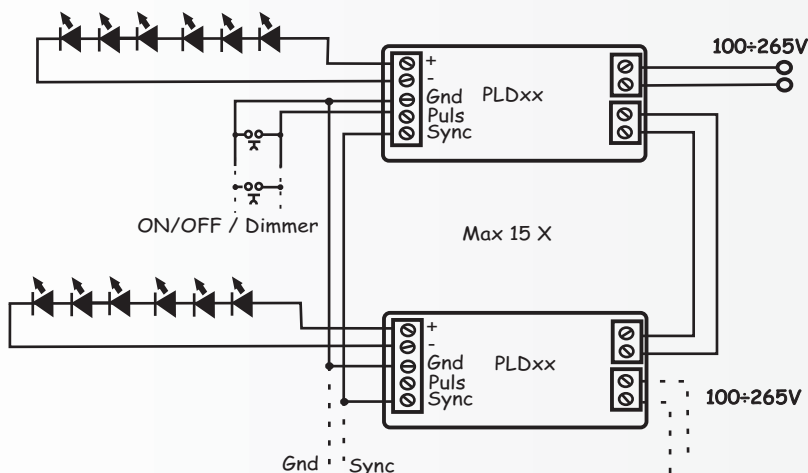 100÷265V
+
-
Gnd
Puls
Sync
PLDxx
ON/OFF / Dimmer
Max 15 X
+
-
Gnd
Puls
Sync
PLDxx
100÷265V
Gnd
Sync